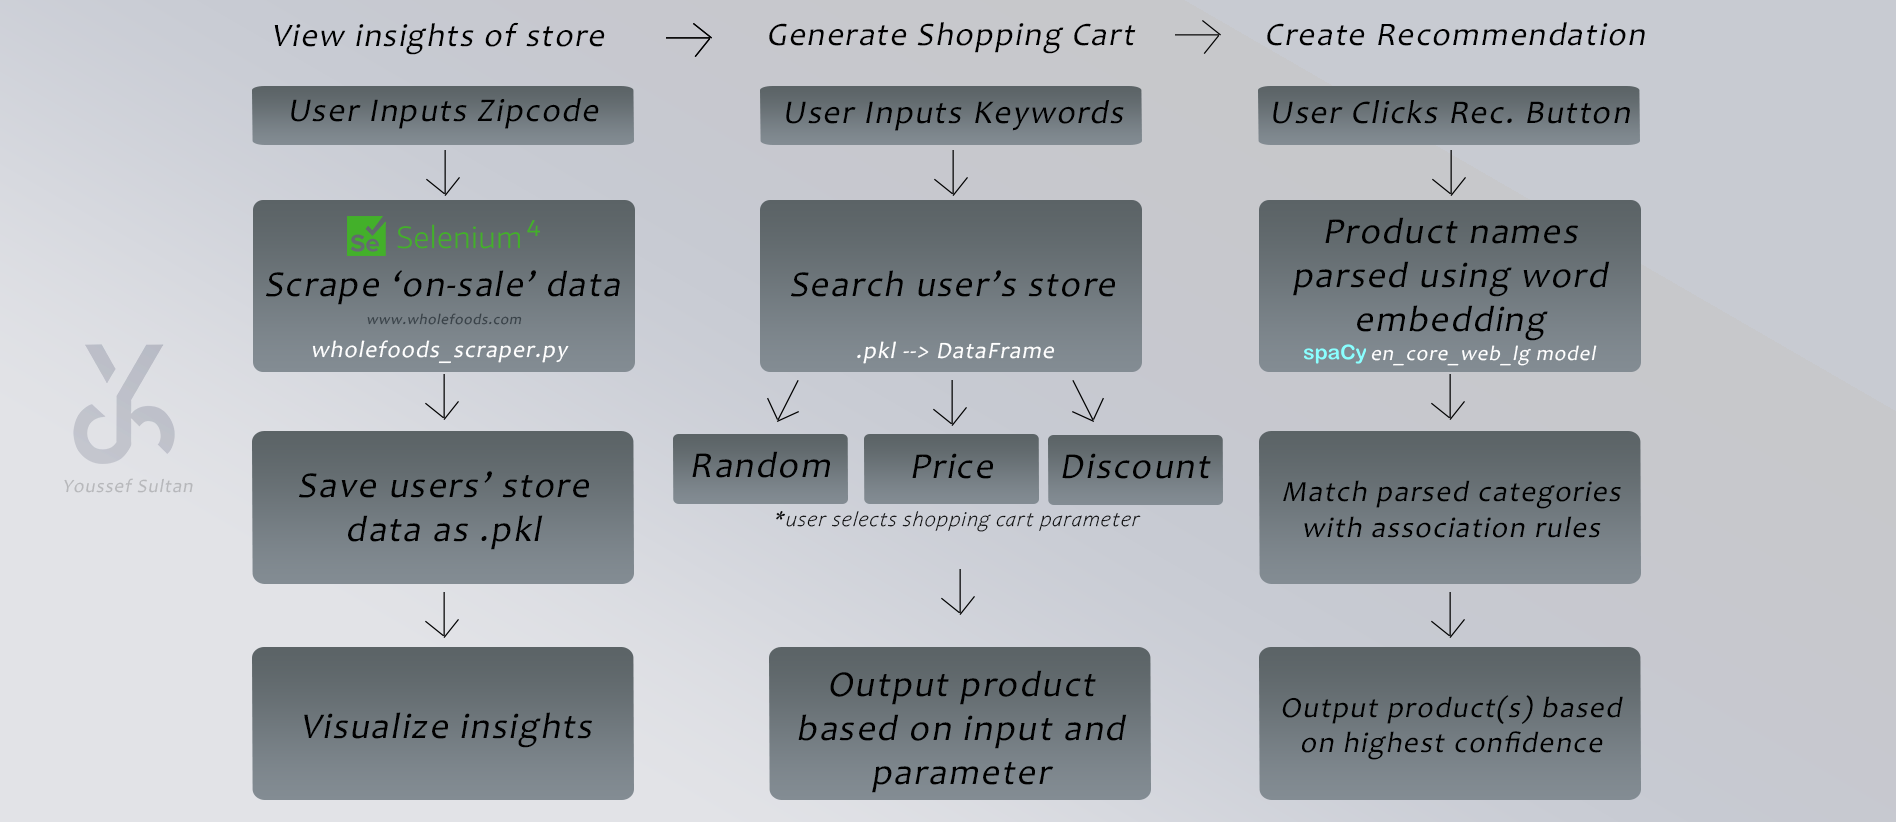 View insights of store
Generate Shopping Cart
Create Recommendation
User Inputs Zipcode
Se Selenium 4
Scrape ‘on-sale’ data
www.wholefoods.com
wholefoods_scraper.py
Save users’ store
data as .pkl
Visualize insights
User Inputs Keywords
Search user’s store
.pkl --> DataFrame
Random
Price
Discount
*user selects shopping cart parameter
Output product
based on input and
parameter
User Clicks Rec. Button
Product names
parsed using word
embedding
spaCy en_core_web_lg model
Match parsed categories
with association rules
Output product(s) based
on highest confidence
Youssef Sultan